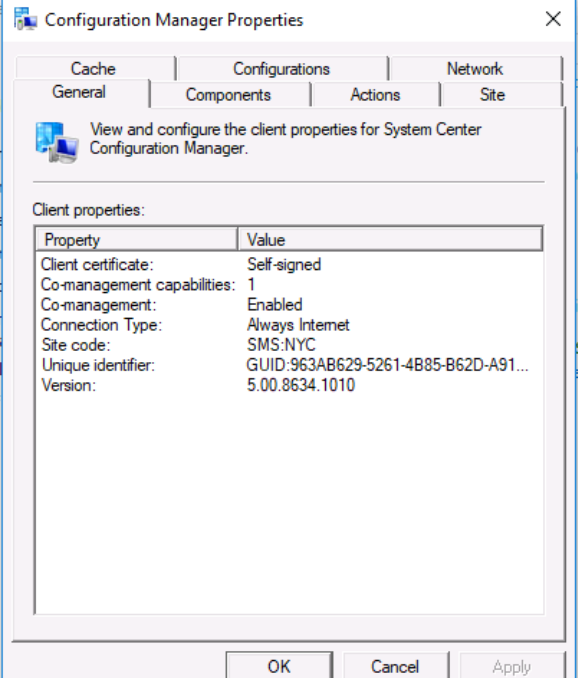 Configuration Manager Properties
Cache Configurations Network
General Components Actions Site
View and configure the client properties for System Center
Configuration Manager.
Client properties:
Property Value
Client certificate: Self-signed
Co-management capabilities: 1
Co-management: Enabled
Connection Type: Always Internet
Site code: SMS:NYC
Unique identifier: GUID:963AB629-5261-4B85-B62D-A91...
Version: 5.00.8634.1010
OK Cancel Apply